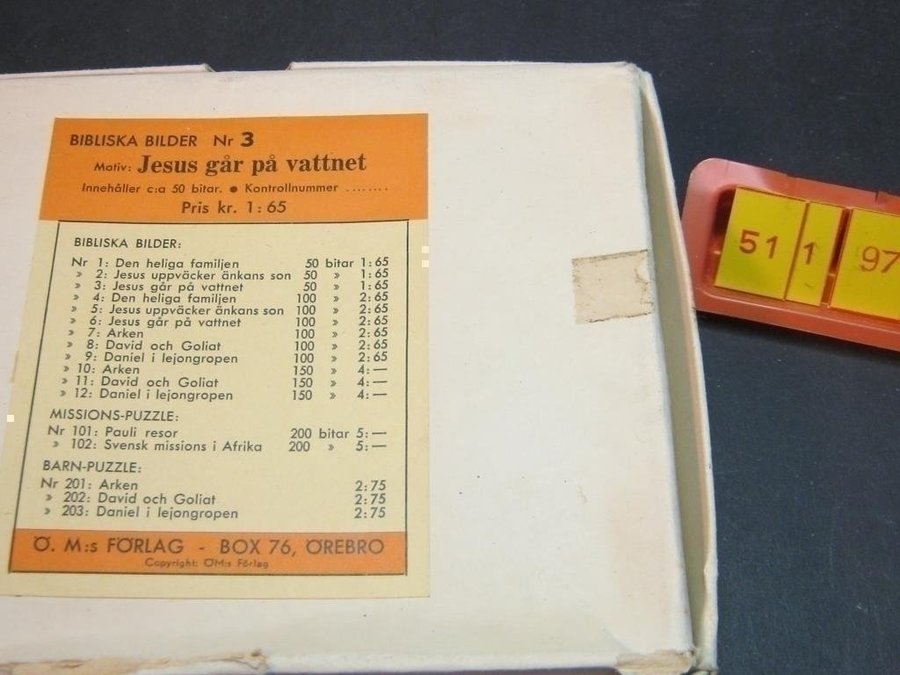 BIBLISKA BILDER Nr 3
Motiv: Jesus går på vattnet
Innehåller c:a 50 bitar. ● Kontrollnummer ........
Pris kr. 1:65
BIBLISKA BILDER:
Nr 1: Den heliga familjen 50 bitar 1:65
» 2: Jesus uppväcker änkans son 50 » 1:65
» 3: Jesus går på vattnet 50 » 1:65
» 4: Den heliga familjen 100 » 2:65
» 5: Jesus uppväcker änkans son 100 » 2:65
» 6: Jesus går på vattnet 100 » 2:65
» 7: Arken 100 » 2:65
» 8: David och Goliat 100 » 2:65
» 9: Daniel i lejongropen 100 » 2:65
» 10: Arken 150 » 4:—
» 11: David och Goliat 150 » 4:—
» 12: Daniel i lejongropen 150 » 4:—
MISSIONS-PUZZLE:
Nr 101: Pauli resor 200 bitar 5:—
» 102: Svensk missions i Afrika 200 » 5:—
BARN-PUZZLE:
Nr 201: Arken 2:75
» 202: David och Goliat 2:75
» 203: Daniel i lejongropen 2:75
Ö. M:s FÖRLAG - BOX 76, ÖREBRO
Copyright: ÖM:s Förlag
51 1 97